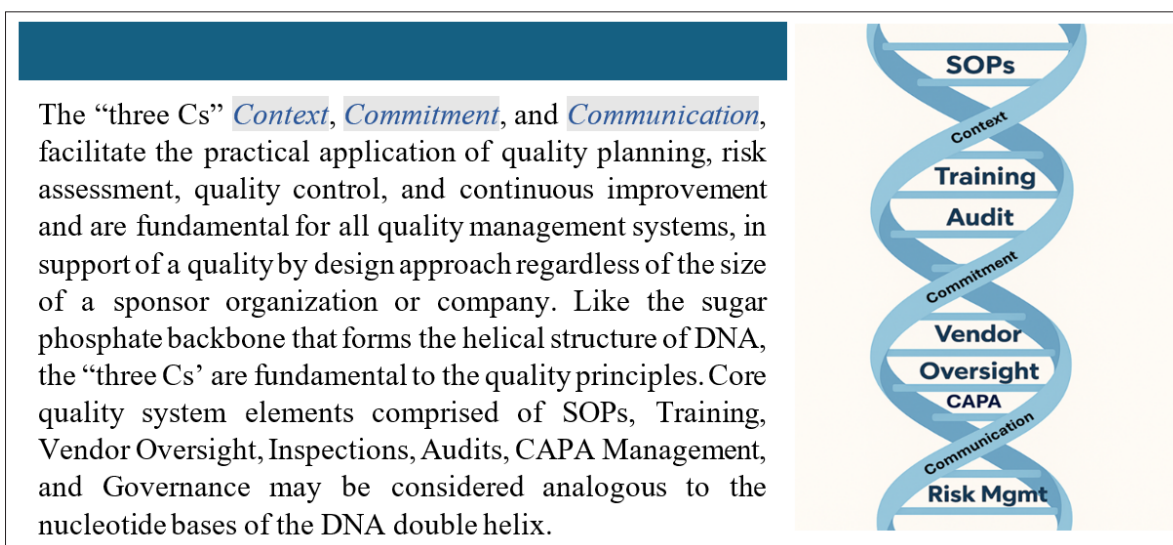 The “three Cs” Context, Commitment, and Communication,
facilitate the practical application of quality planning, risk
assessment, quality control, and continuous improvement
and are fundamental for all quality management systems, in
support of a quality by design approach regardless of the size
of a sponsor organization or company. Like the sugar
phosphate backbone that forms the helical structure of DNA,
the “three Cs’ are fundamental to the quality principles. Core
quality system elements comprised of SOPs, Training,
Vendor Oversight, Inspections, Audits, CAPA Management,
and Governance may be considered analogous to the
nucleotide bases of the DNA double helix.
SOPs
Context
Training
Audit
Commitment
Vendor
Oversight
CAPA
Communication
Risk Mgmt